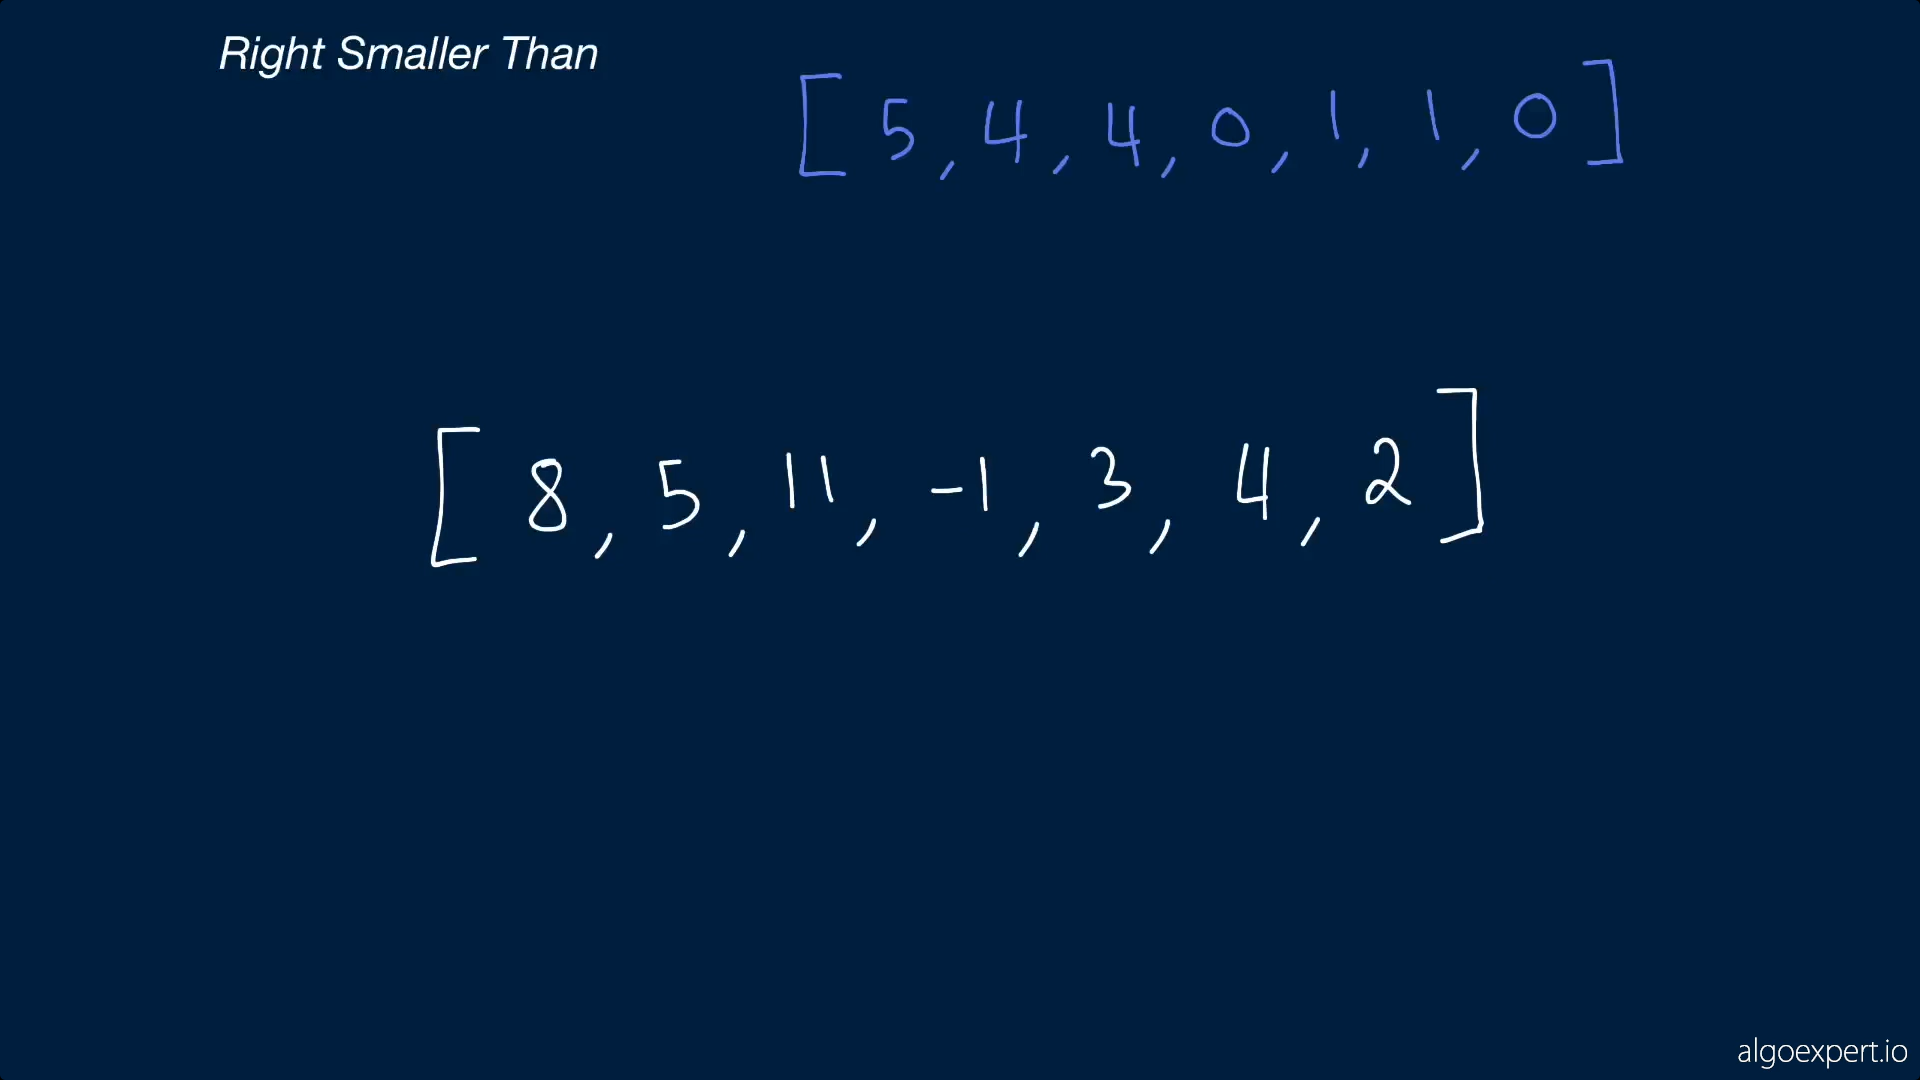 Right Smaller Than
[ 5, 4, 4, 0, 1, 1, 0 ]
[ 8, 5, 11, -1, 3, 4, 2 ]
algoexpert.io